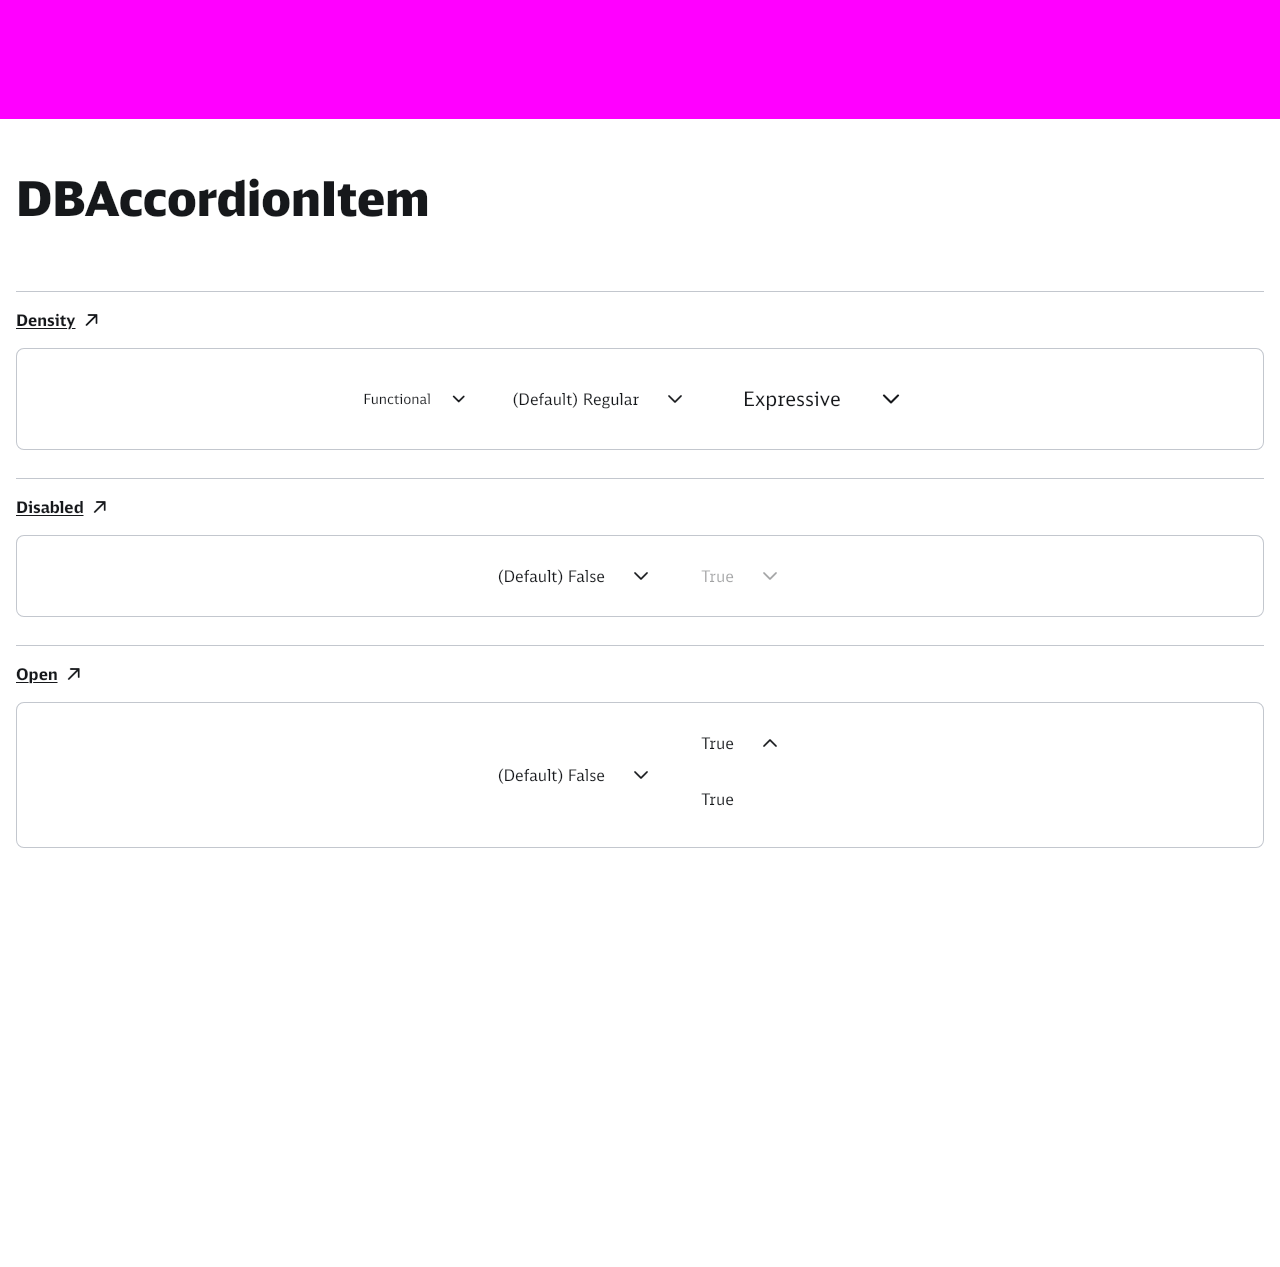 DBAccordionItem
Density
Functional (Default) Regular Expressive
Disabled
(Default) False True
Open
True
(Default) False
True